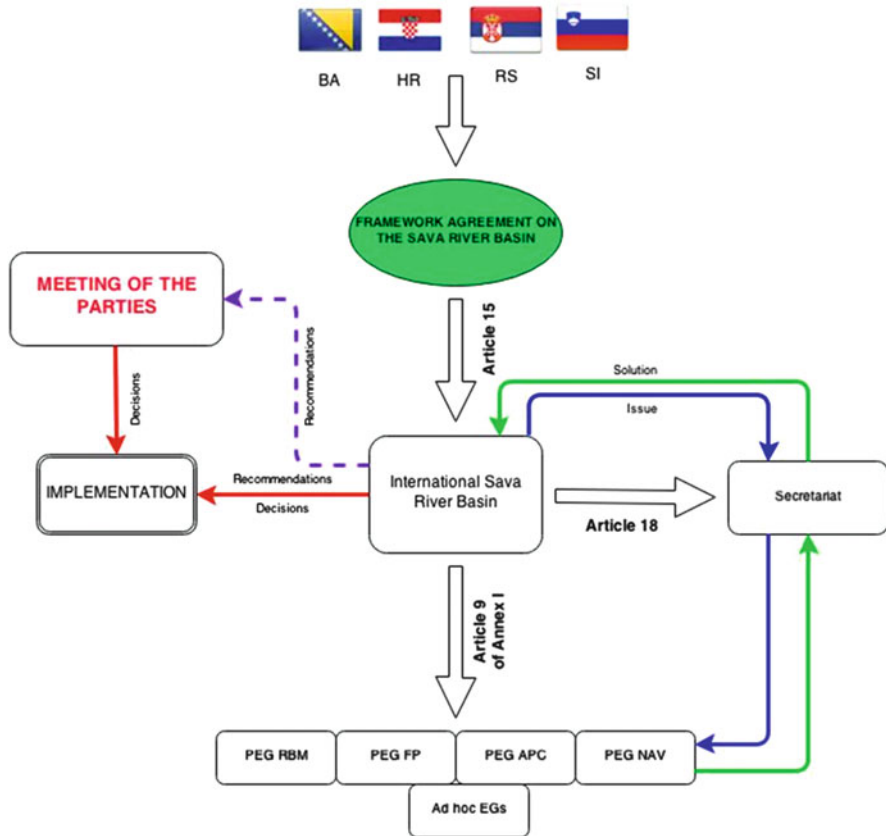 BA
HR
RS
SI
FRAMEWORK AGREEMENT ON
THE SAVA RIVER BASIN
MEETING OF THE
PARTIES
Article 15
Recommendations
Decisions
Solution
Issue
IMPLEMENTATION
Recommendations
Decisions
International Sava
River Basin
Article 18
Secretariat
Article 9
of Annex I
PEG RBM
PEG FP
PEG APC
PEG NAV
Ad hoc EGs